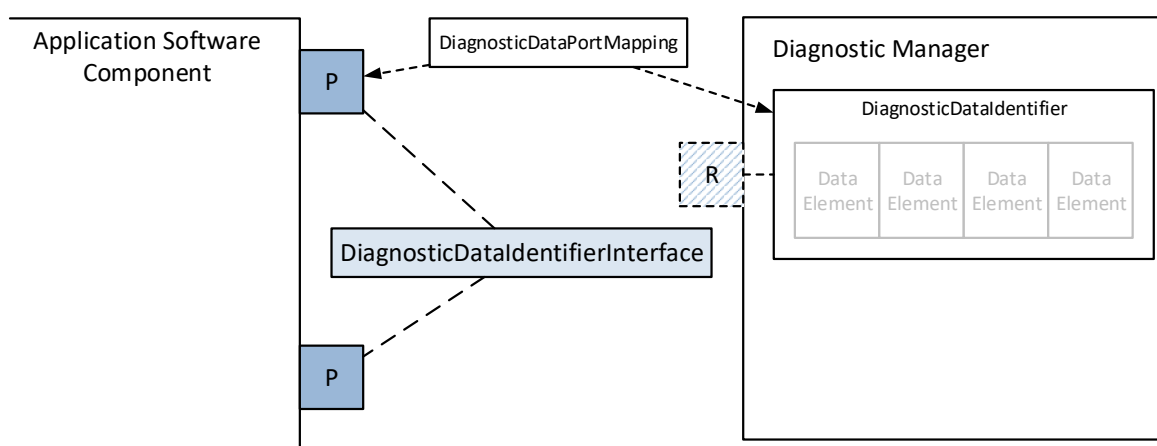 Application Software
Component
P
DiagnosticDataPortMapping
Diagnostic Manager
DiagnosticDataIdentifier
R
Data
Element
Data
Element
Data
Element
Data
Element
DiagnosticDataIdentifierInterface
P